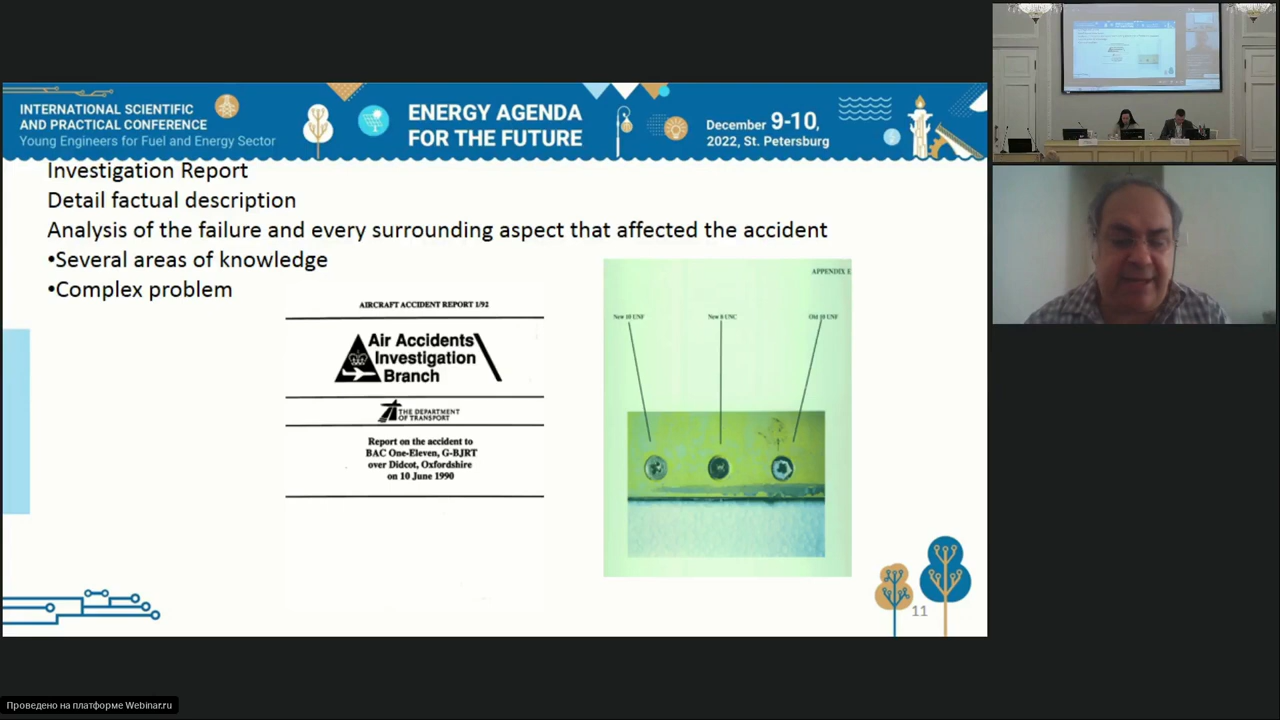 INTERNATIONAL SCIENTIFIC
AND PRACTICAL CONFERENCE
Young Engineers for Fuel and Energy Sector
ENERGY AGENDA
FOR THE FUTURE
December 9-10,
2022, St. Petersburg
Investigation Report
Detail factual description
Analysis of the failure and every surrounding aspect that affected the accident
•Several areas of knowledge
•Complex problem
AIRCRAFT ACCIDENT REPORT 1/92
Air Accidents
Investigation
Branch
THE DEPARTMENT
OF TRANSPORT
Report on the accident to
BAC One-Eleven, G-BJRT
over Didcot, Oxfordshire
on 10 June 1990
APPENDIX E
New 10 UNF
New 8 UNC
Old 10 UNF
11
Проведено на платформе Webinar.ru